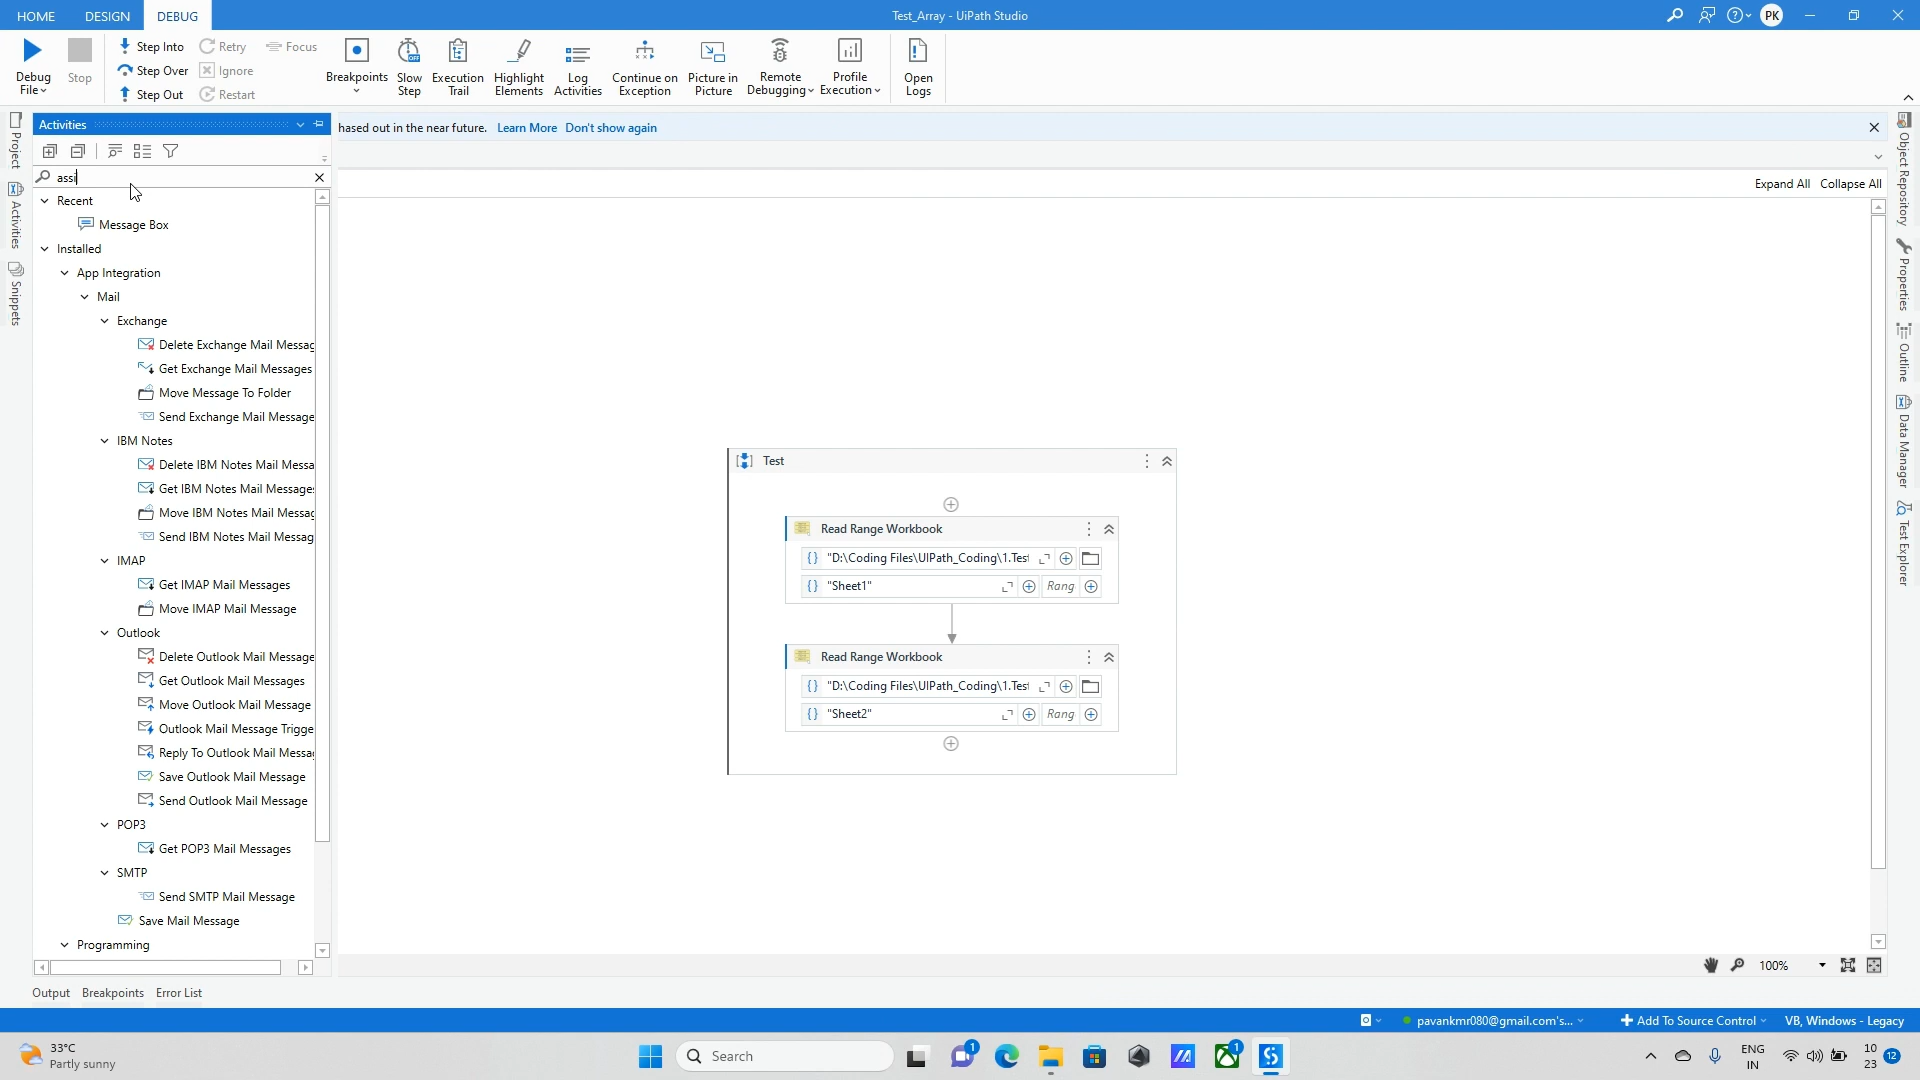 HOME DESIGN DEBUG Test_Array - UiPath Studio PK
Debug File Stop
Step Into Retry Focus
Step Over Ignore
Step Out Restart
Breakpoints
Slow Step
Execution Trail
Highlight Elements
Log Activities
Continue on Exception
Picture in Picture
Remote Debugging
Profile Execution
Open Logs
Project
Activities
Snippets
Activities
hased out in the near future. Learn More Don't show again
assi
Expand All Collapse All
Recent
Message Box
Installed
App Integration
Mail
Exchange
Delete Exchange Mail Messag
Get Exchange Mail Messages
Move Message To Folder
Send Exchange Mail Message
IBM Notes
Delete IBM Notes Mail Messa
Get IBM Notes Mail Messages
Move IBM Notes Mail Messag
Send IBM Notes Mail Messag
IMAP
Get IMAP Mail Messages
Move IMAP Mail Message
Outlook
Delete Outlook Mail Message
Get Outlook Mail Messages
Move Outlook Mail Message
Outlook Mail Message Trigge
Reply To Outlook Mail Messa
Save Outlook Mail Message
Send Outlook Mail Message
POP3
Get POP3 Mail Messages
SMTP
Send SMTP Mail Message
Save Mail Message
Programming
Test
Read Range Workbook
"D:\Coding Files\UIPath_Coding\1.Test
"Sheet1" Rang
Read Range Workbook
"D:\Coding Files\UIPath_Coding\1.Test
"Sheet2" Rang
Object Repository
Properties
Outline
Data Manager
Test Explorer
100%
Output Breakpoints Error List
pavankmr080@gmail.com's... Add To Source Control VB, Windows - Legacy
33°C
Partly sunny
Search
1
1
ENG
IN
10
23
12